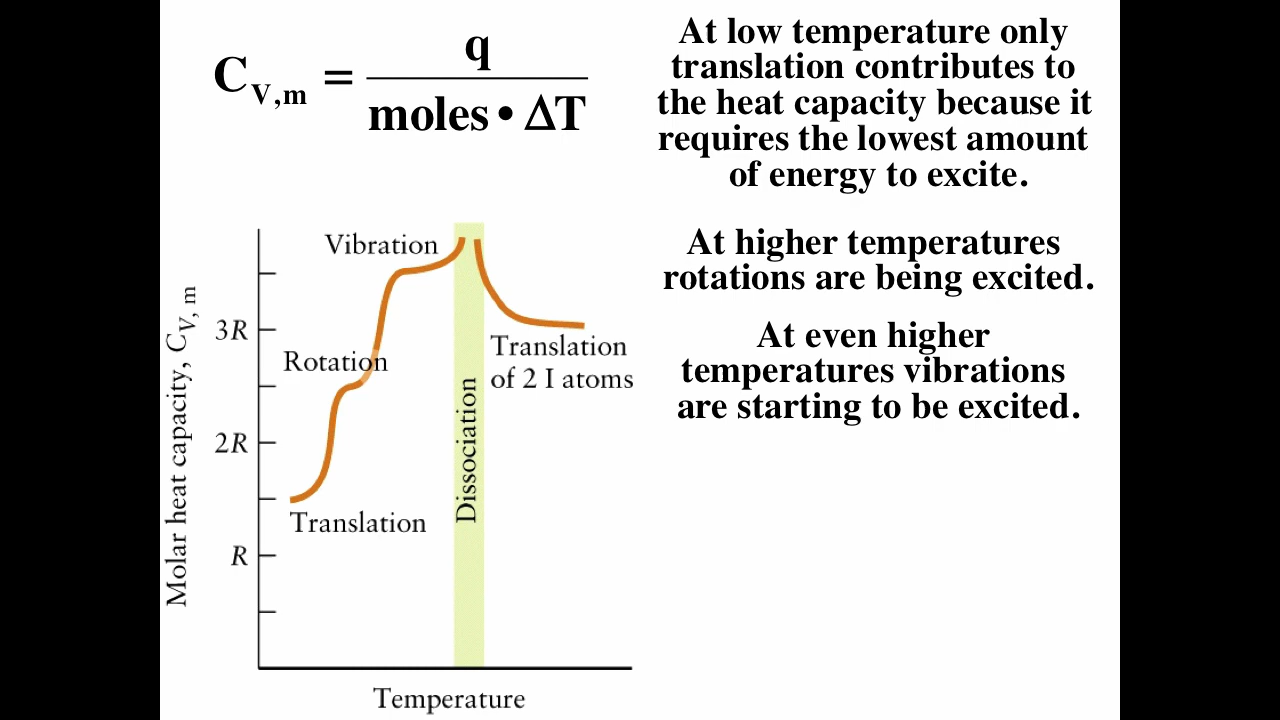 C V,m = q / moles • ΔT
At low temperature only
translation contributes to
the heat capacity because it
requires the lowest amount
of energy to excite.
At higher temperatures
rotations are being excited.
At even higher
temperatures vibrations
are starting to be excited.
Molar heat capacity, C V, m
3R
2R
R
Vibration
Rotation
Translation
Dissociation
Translation
of 2 I atoms
Temperature